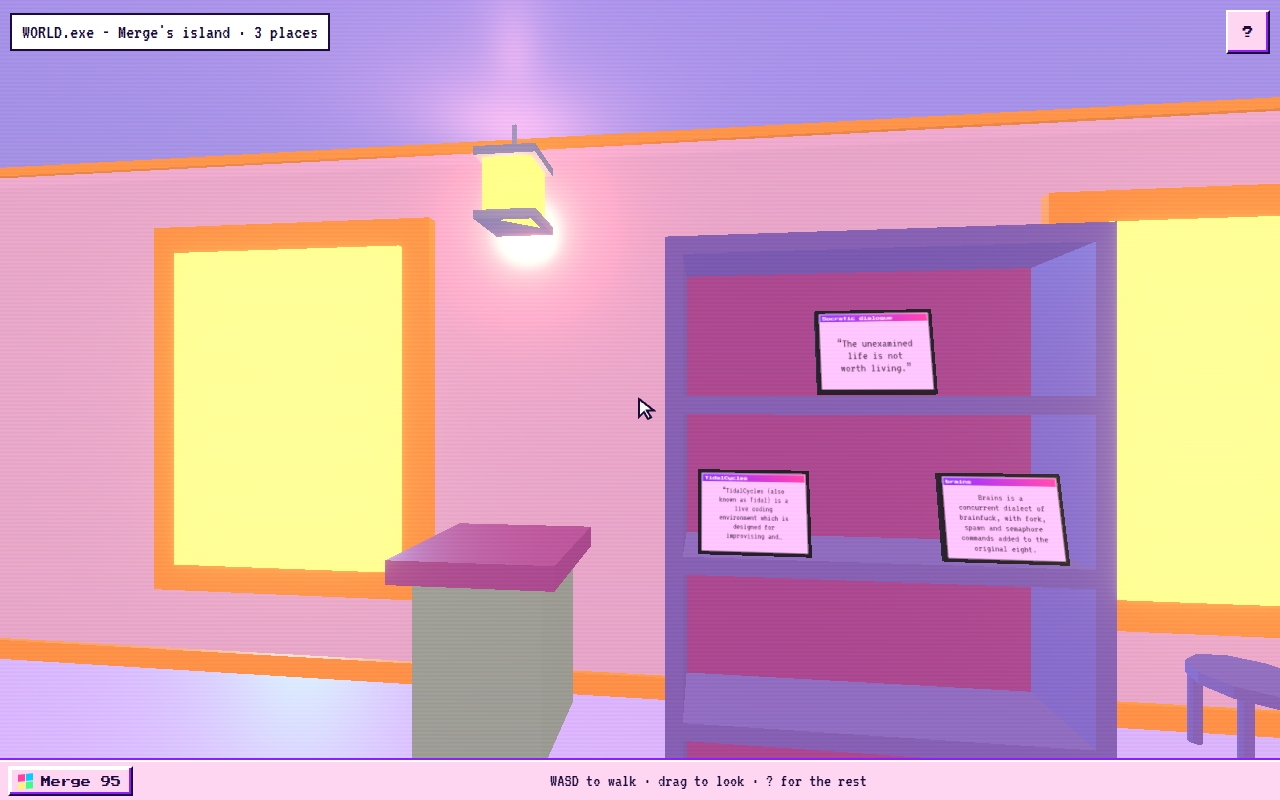 WORLD.exe - Merge's island · 3 places
?
Socratic dialogue
"The unexamined
life is not
worth living."
TidalCycles
"TidalCycles (also
known as Tidal) is a
live coding
environment which is
designed for
improvising and…
brains
Brains is a
concurrent dialect of
brainfuck, with fork,
spawn and semaphore
commands added to the
original eight.
Merge 95
WASD to walk · drag to look · ? for the rest